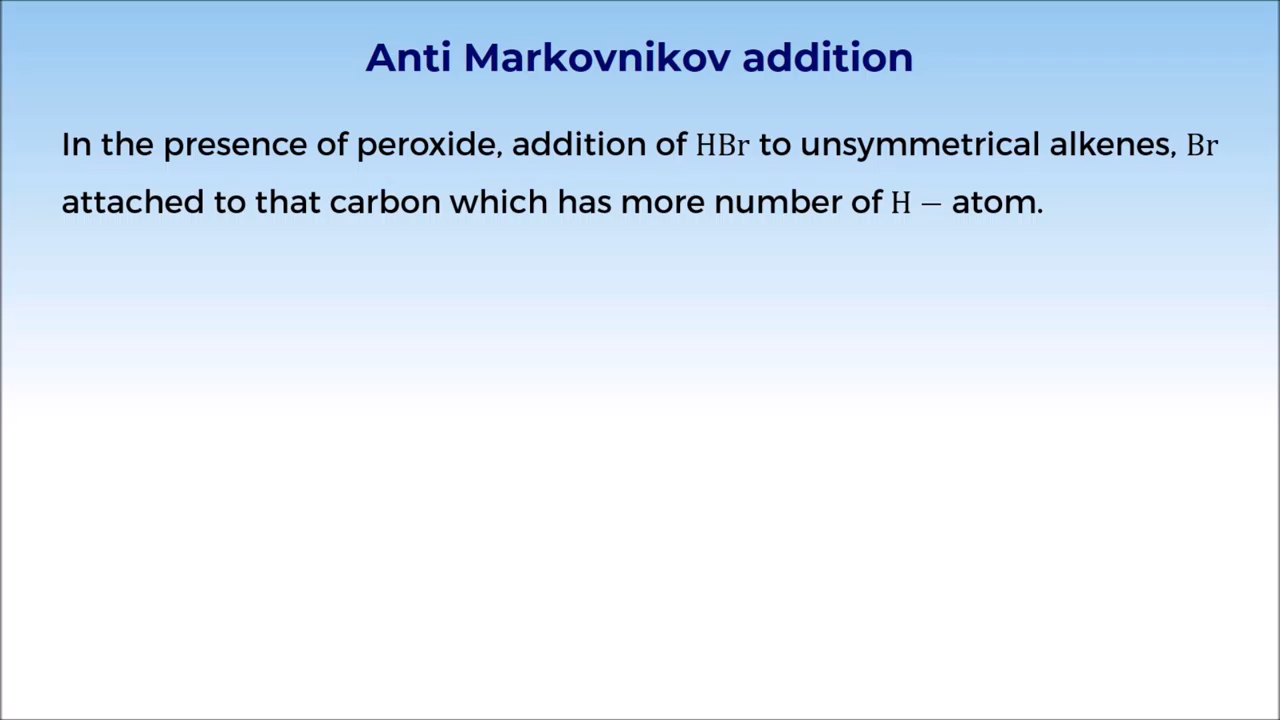 Anti Markovnikov addition
In the presence of peroxide, addition of HBr to unsymmetrical alkenes, Br
attached to that carbon which has more number of H − atom.